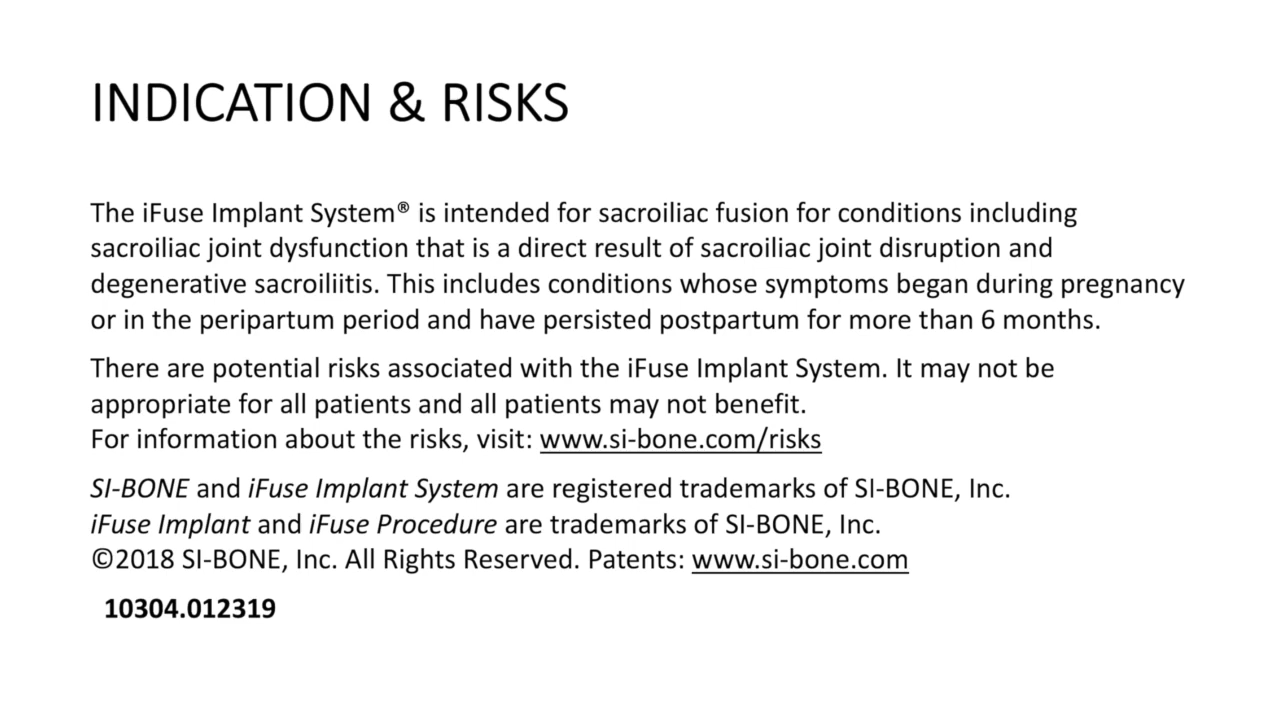 INDICATION & RISKS
The iFuse Implant System® is intended for sacroiliac fusion for conditions including
sacroiliac joint dysfunction that is a direct result of sacroiliac joint disruption and
degenerative sacroiliitis. This includes conditions whose symptoms began during pregnancy
or in the peripartum period and have persisted postpartum for more than 6 months.
There are potential risks associated with the iFuse Implant System. It may not be
appropriate for all patients and all patients may not benefit.
For information about the risks, visit: www.si-bone.com/risks
SI-BONE and iFuse Implant System are registered trademarks of SI-BONE, Inc.
iFuse Implant and iFuse Procedure are trademarks of SI-BONE, Inc.
©2018 SI-BONE, Inc. All Rights Reserved. Patents: www.si-bone.com
10304.012319